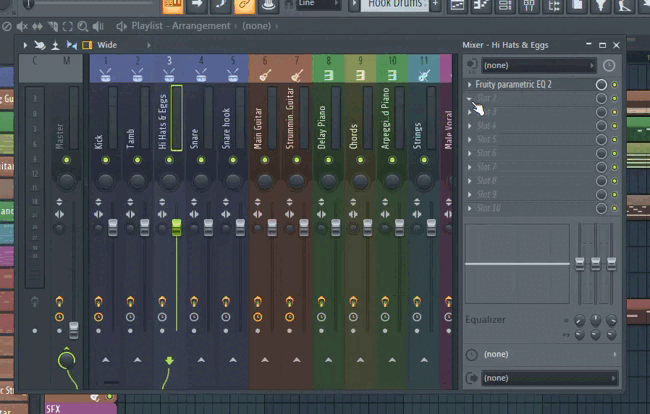 Line
Hook Drums
Playlist - Arrangement › (none) ›
Wide
Mixer - Hi Hats & Eggs
C M 1 2 3 4 5 6 7 8 9 10 11
(none)
Fruity parametric EQ 2
Slot 2
Slot 4
Slot 5
Slot 6
Slot 7
Slot 8
Slot 9
Slot 10
Master
Kick
Tamb
Hi Hats & Eggs
Snare
Snare hook
Main Guitar
Strummin. Guitar
Delay Piano
Chords
Arpeggi. d Piano
Strings
Male Vocal
Equalizer
(none)
(none)
SFX